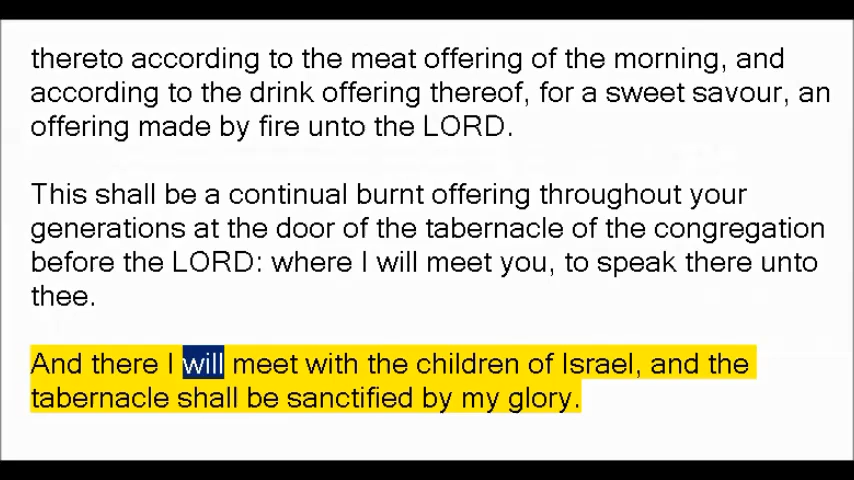 thereto according to the meat offering of the morning, and
according to the drink offering thereof, for a sweet savour, an
offering made by fire unto the LORD.
This shall be a continual burnt offering throughout your
generations at the door of the tabernacle of the congregation
before the LORD: where I will meet you, to speak there unto
thee.
And there I will meet with the children of Israel, and the
tabernacle shall be sanctified by my glory.